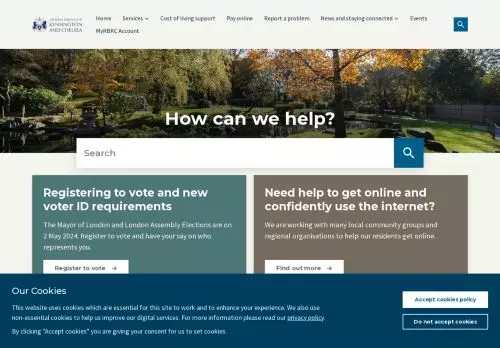 THE ROYAL BOROUGH OF
KENSINGTON
AND CHELSEA
Home Services Cost of living support Pay online Report a problem News and staying connected Events
MyRBKC Account
How can we help?
Search
Registering to vote and new
voter ID requirements
The Mayor of London and London Assembly Elections are on
2 May 2024. Register to vote and have your say on who
represents you.
Register to vote
Need help to get online and
confidently use the internet?
We are working with many local community groups and
regional organisations to help our residents get online.
Find out more
Our Cookies
This website uses cookies which are essential for this site to work and to enhance your experience. We also use
non-essential cookies to help us improve our digital services. For more information please read our privacy policy.
By clicking "Accept cookies" you are giving your consent for us to set cookies.
Accept cookies policy
Do not accept cookies